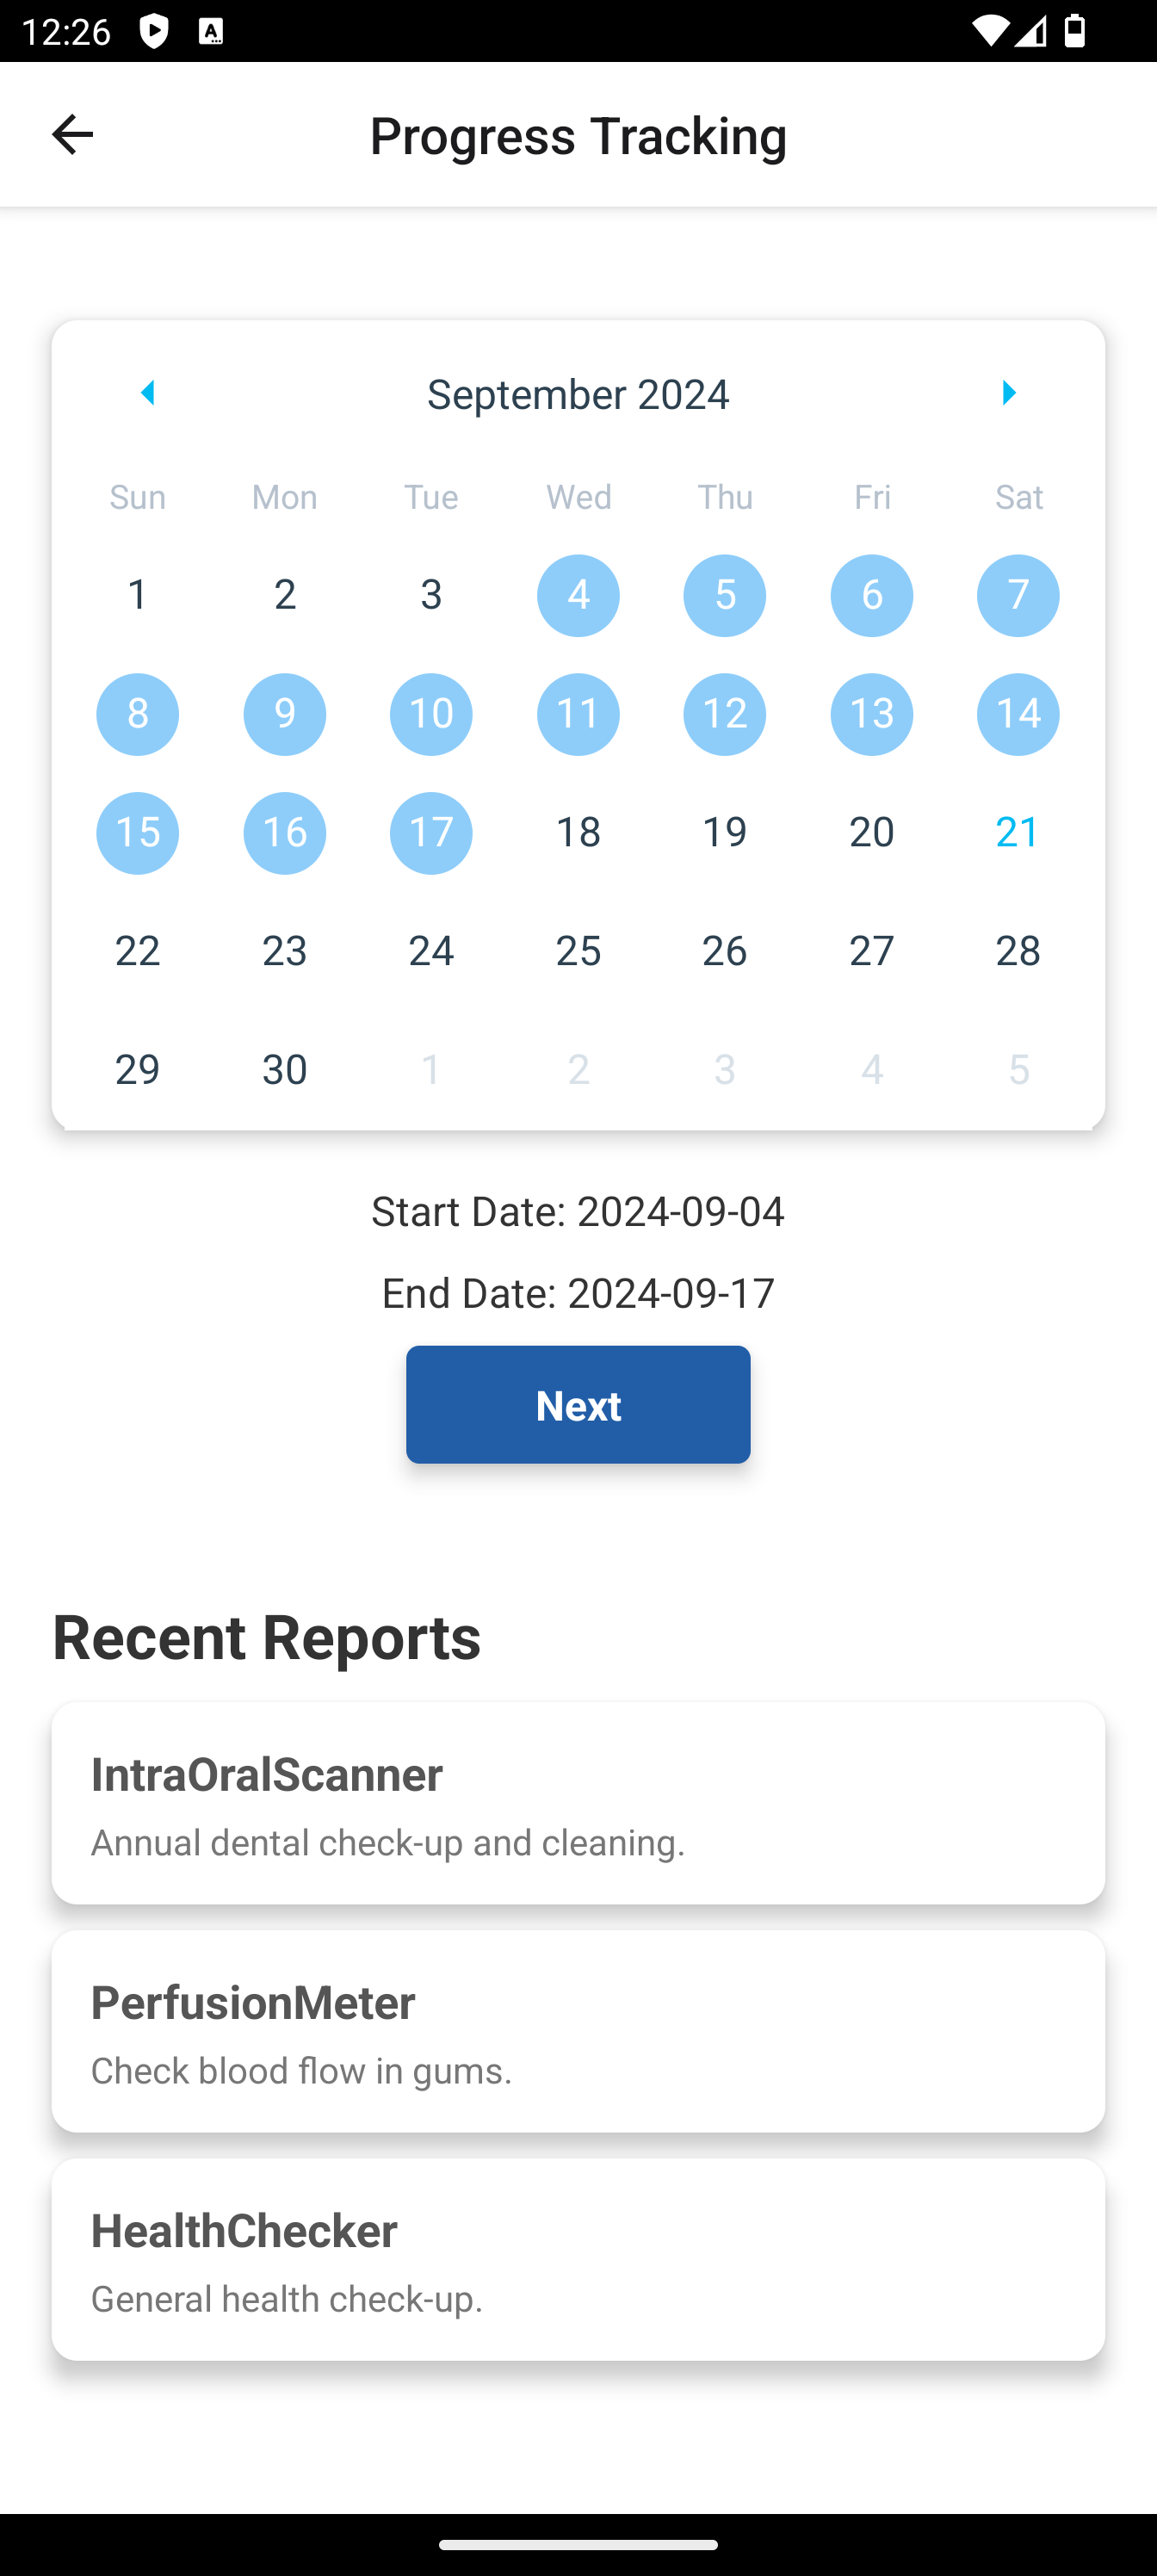 12:26
Progress Tracking
September 2024
Sun Mon Tue Wed Thu Fri Sat
1 2 3 4 5 6 7
8 9 10 11 12 13 14
15 16 17 18 19 20 21
22 23 24 25 26 27 28
29 30 1 2 3 4 5
Start Date: 2024-09-04
End Date: 2024-09-17
Next
Recent Reports
IntraOralScanner
Annual dental check-up and cleaning.
PerfusionMeter
Check blood flow in gums.
HealthChecker
General health check-up.